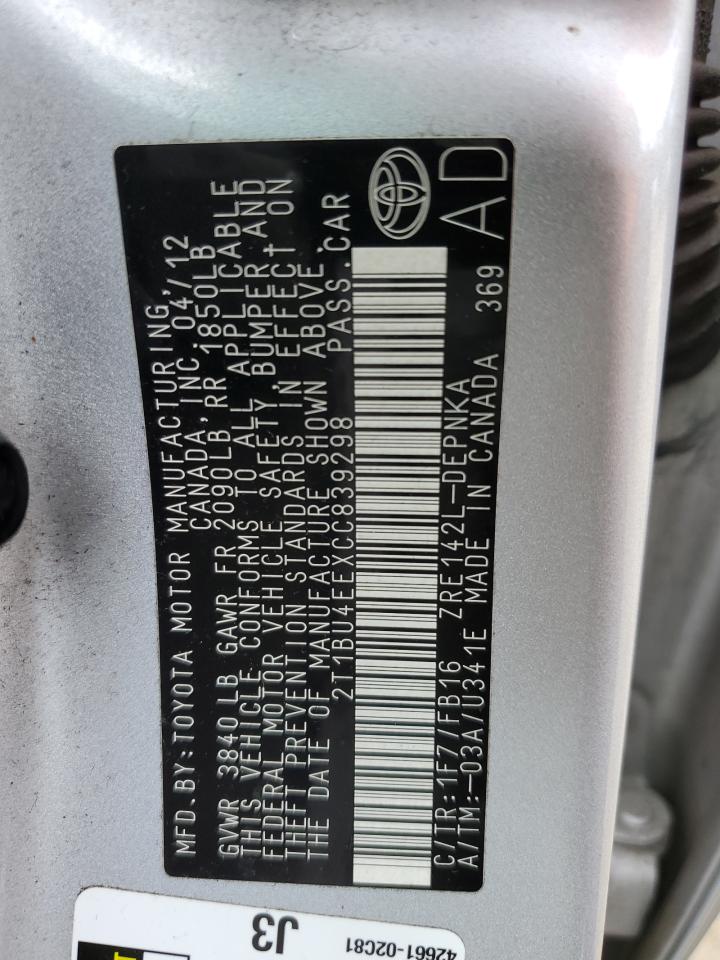 MFD.BY:TOYOTA MOTOR MANUFACTURING,
CANADA, INC. 04/12
GVWR 3840 LB GAWR FR 2090LB, RR 1850LB
THIS VEHICLE CONFORMS TO ALL APPLICABLE
FEDERAL MOTOR VEHICLE SAFETY, BUMPER AND
THEFT PREVENTION STANDARDS IN EFFECT ON
THE DATE OF MANUFACTURE SHOWN ABOVE.
2T1BU4EEXCC839298 PASS.CAR
C/TR:1F7/FB16 ZRE142L-DEPNKA
A/TM:-03A/U341E MADE IN CANADA 369
AD
J3
42661-02C81